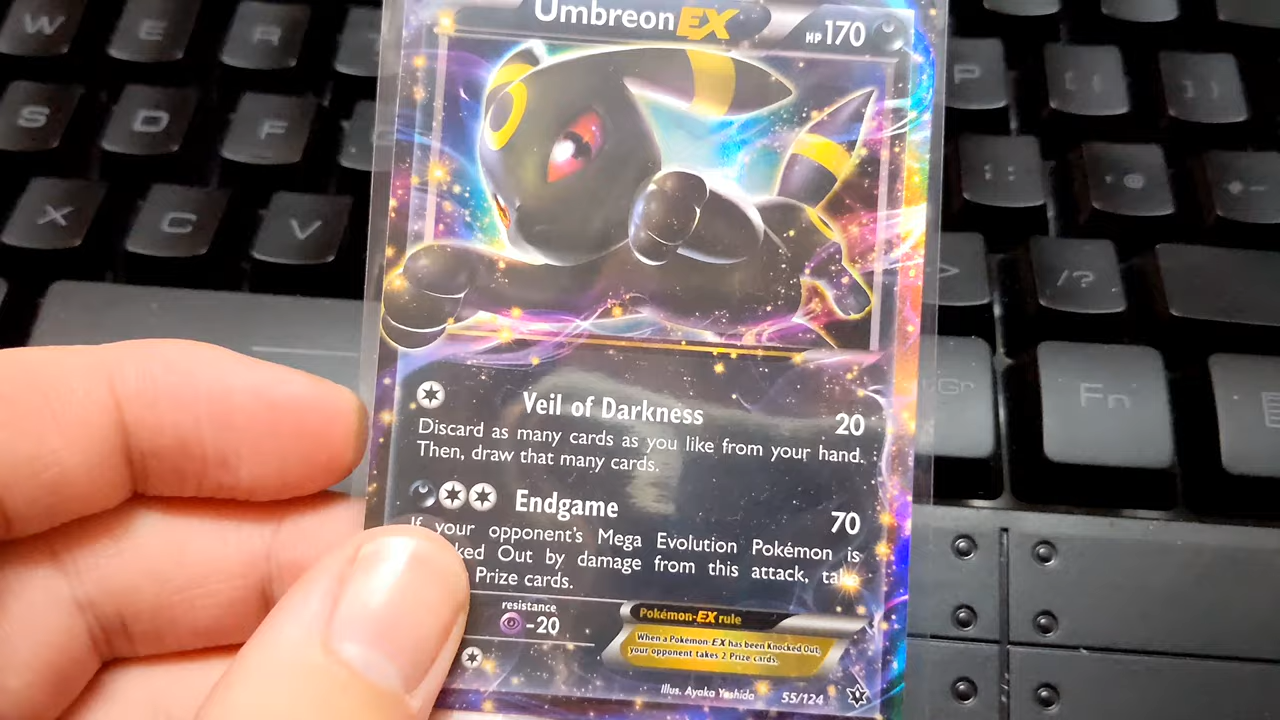 Umbreon EX
HP 170
Veil of Darkness 20
Discard as many cards as you like from your hand.
Then, draw that many cards.
Endgame 70
If your opponent's Mega Evolution Pokémon is
ked Out by damage from this attack, take
Prize cards.
resistance
-20
Pokémon-EX rule
When a Pokémon-EX has been Knocked Out,
your opponent takes 2 Prize cards.
Illus. Ayaka Yoshida 55/124
W E R
S D F
X C V
P [ { ] }
: ; ' @
> / ?
Gr Fn